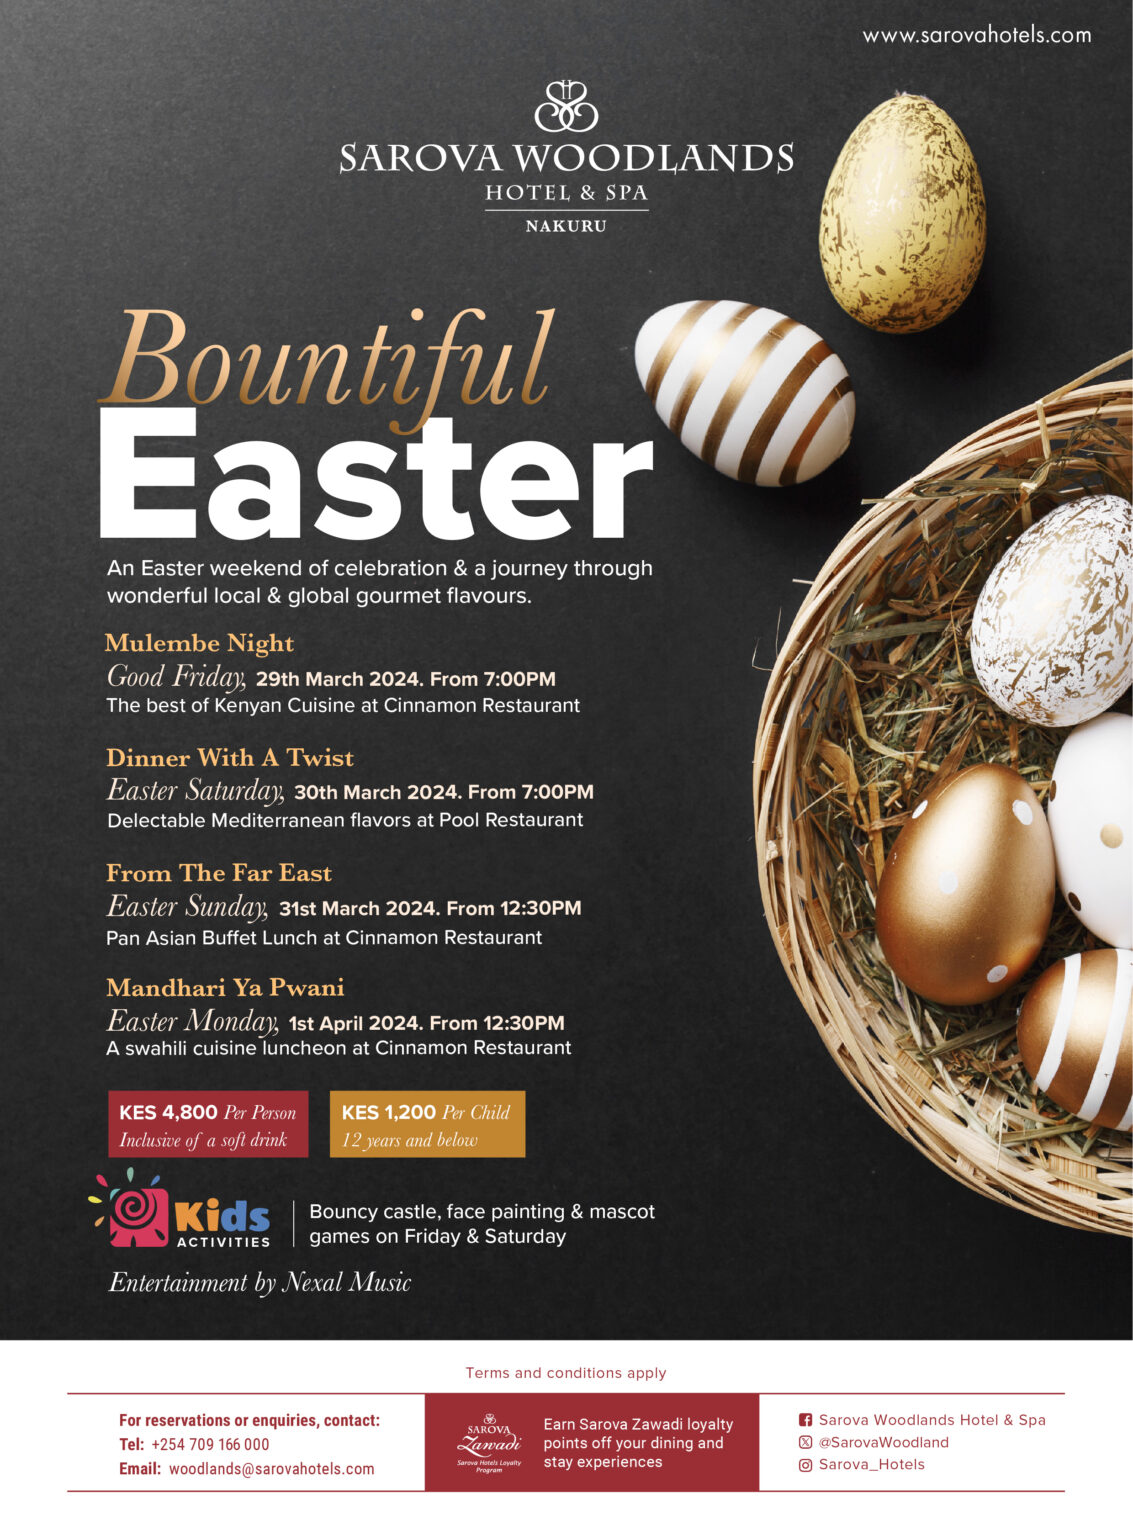 www.sarovahotels.com
SAROVA WOODLANDS
HOTEL & SPA
NAKURU
Bountiful
Easter
An Easter weekend of celebration & a journey through
wonderful local & global gourmet flavours.
Mulembe Night
Good Friday, 29th March 2024. From 7:00PM
The best of Kenyan Cuisine at Cinnamon Restaurant
Dinner With A Twist
Easter Saturday, 30th March 2024. From 7:00PM
Delectable Mediterranean flavors at Pool Restaurant
From The Far East
Easter Sunday, 31st March 2024. From 12:30PM
Pan Asian Buffet Lunch at Cinnamon Restaurant
Mandhari Ya Pwani
Easter Monday, 1st April 2024. From 12:30PM
A swahili cuisine luncheon at Cinnamon Restaurant
KES 4,800 Per Person
Inclusive of a soft drink
KES 1,200 Per Child
12 years and below
Kids
ACTIVITIES
Bouncy castle, face painting & mascot
games on Friday & Saturday
Entertainment by Nexal Music
Terms and conditions apply
For reservations or enquiries, contact:
Tel: +254 709 166 000
Email: woodlands@sarovahotels.com
SAROVA
Zawadi
Sarova Hotels Loyalty
Program
Earn Sarova Zawadi loyalty
points off your dining and
stay experiences
Sarova Woodlands Hotel & Spa
@SarovaWoodland
Sarova_Hotels